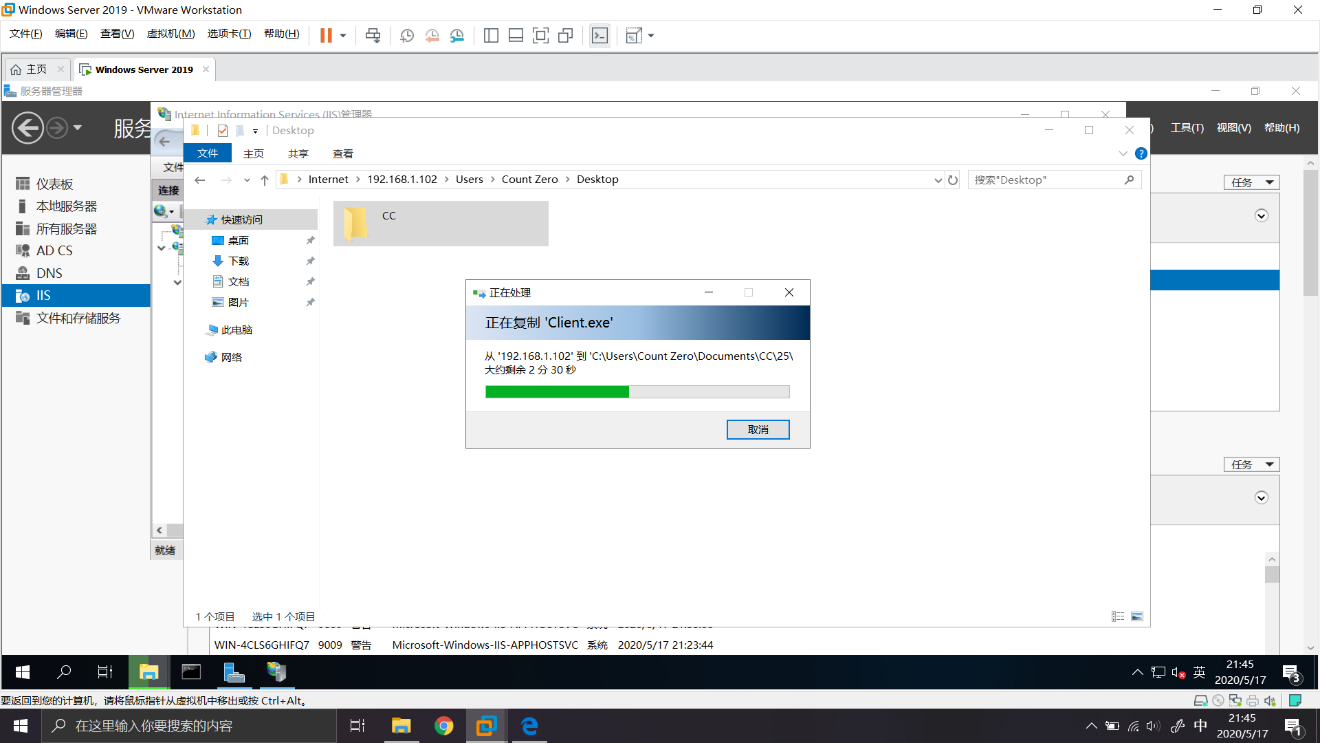 Windows Server 2019 - VMware Workstation
文件(F) 编辑(E) 查看(V) 虚拟机(M) 选项卡(T) 帮助(H)
主页 Windows Server 2019
服务器管理器
服务
Internet Information Services (IIS)管理器
工具(T) 视图(V) 帮助(H)
Desktop
文件 主页 共享 查看
文件
连接
Internet 192.168.1.102 Users Count Zero Desktop
搜索"Desktop"
仪表板
本地服务器
所有服务器
AD CS
DNS
IIS
文件和存储服务
快速访问
桌面
下载
文档
图片
此电脑
网络
CC
任务
正在处理
正在复制 'Client.exe'
从 '192.168.1.102' 到 'C:\Users\Count Zero\Documents\CC\25\
大约剩余 2 分 30 秒
取消
任务
就绪
1 个项目 选中 1 个项目
WIN-4CLS6GHIFQ7 9009 警告 Microsoft-Windows-IIS-APPHOSTSVC 系统 2020/5/17 21:23:44
英
21:45
2020/5/17
3
要返回到您的计算机，请将鼠标指针从虚拟机中移出或按 Ctrl+Alt。
在这里输入你要搜索的内容
中
21:45
2020/5/17
1